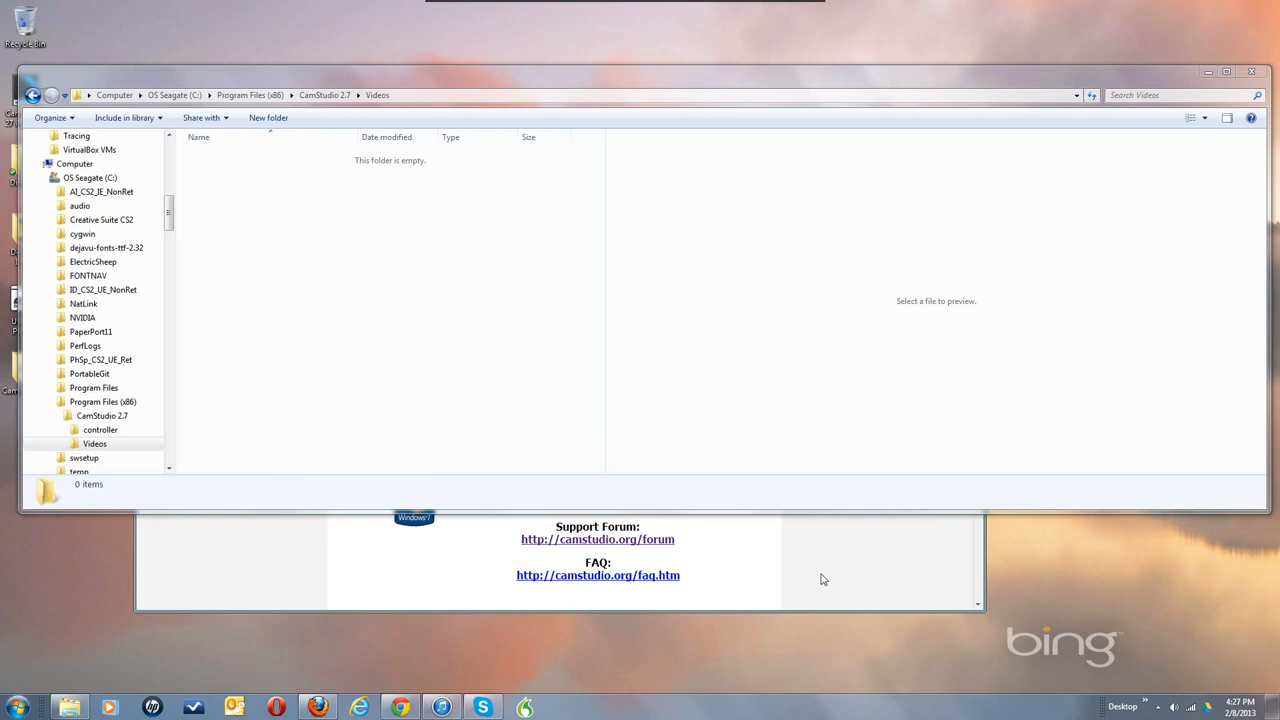 Recycle Bin
Computer
OS Seagate (C:)
Program Files (x86)
CamStudio 2.7
Videos
Search Videos
Organize
Include in library
Share with
New folder
Name
Date modified
Type
Size
This folder is empty.
Select a file to preview.
Tracing
VirtualBox VMs
Computer
OS Seagate (C:)
AI_CS2_IE_NonRet
audio
Creative Suite CS2
cygwin
dejavu-fonts-ttf-2.32
ElectricSheep
FONTNAV
ID_CS2_UE_NonRet
NatLink
NVIDIA
PaperPort11
PerfLogs
PhSp_CS2_UE_Ret
PortableGit
Program Files
Program Files (x86)
CamStudio 2.7
controller
Videos
swsetup
temp
0 items
Windows7
Support Forum:
http://camstudio.org/forum
FAQ:
http://camstudio.org/faq.htm
bing
Desktop
4:27 PM
2/8/2013